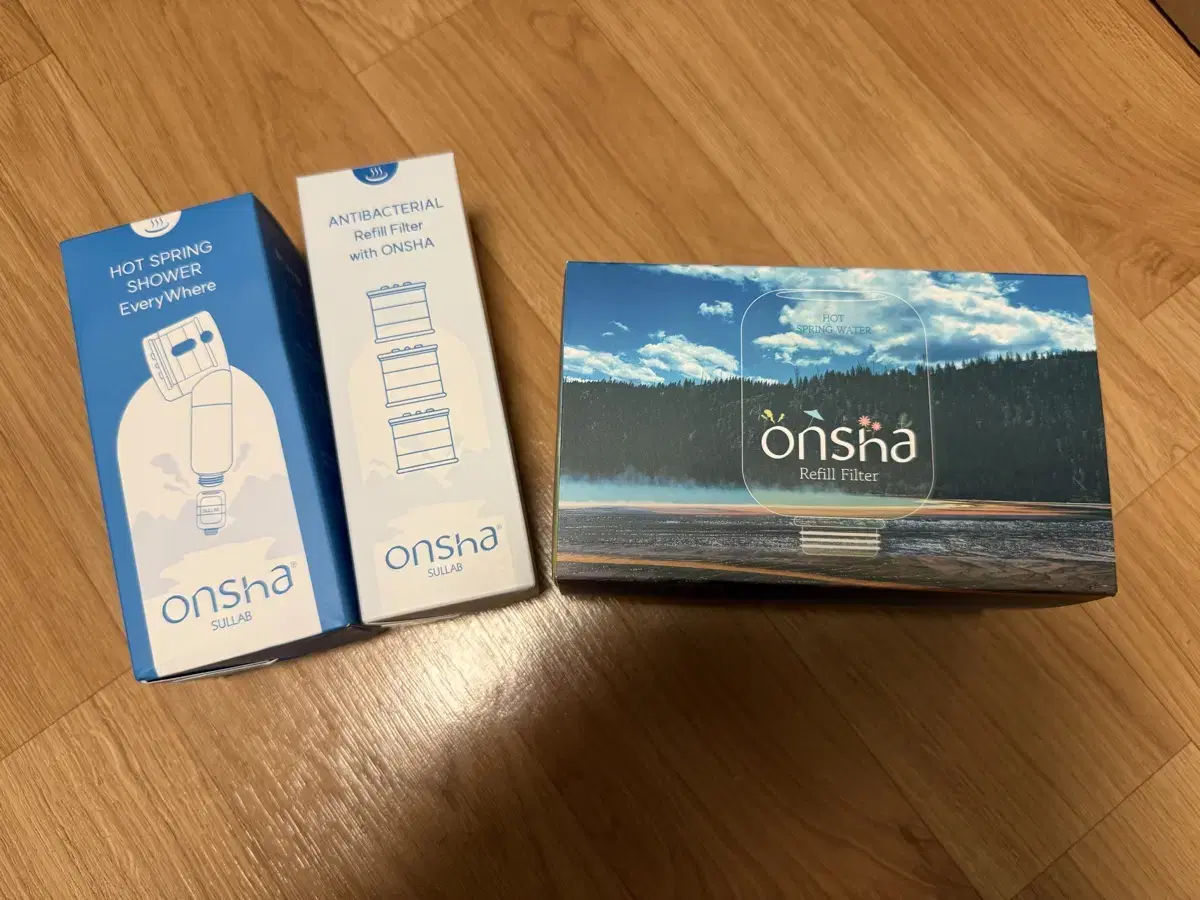 HOT SPRING
SHOWER
EveryWhere
SULLAB
onsha®
SULLAB
ANTIBACTERIAL
Refill Filter
with ONSHA
onsha®
SULLAB
HOT
SPRING WATER
onsha
Refill Filter